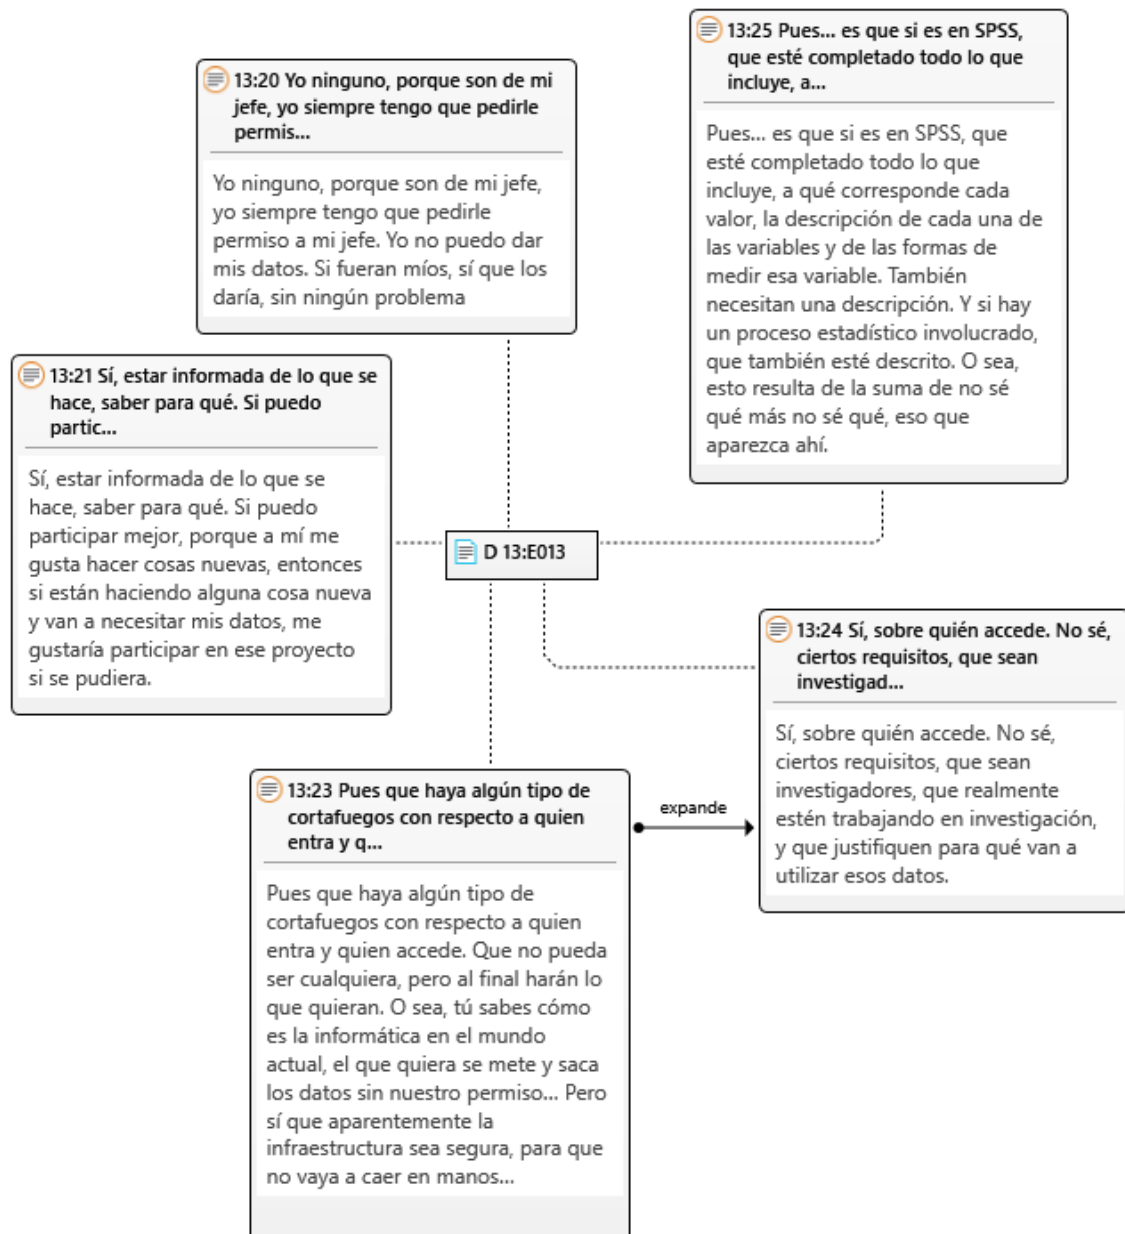 13:25 Pues... es que si es en SPSS,
que esté completado todo lo que
incluye, a...
Pues... es que si es en SPSS, que
esté completado todo lo que
incluye, a qué corresponde cada
valor, la descripción de cada una de
las variables y de las formas de
medir esa variable. También
necesitan una descripción. Y si hay
un proceso estadístico involucrado,
que también esté descrito. O sea,
esto resulta de la suma de no sé
qué más no sé qué, eso que
aparezca ahí.
13:20 Yo ninguno, porque son de mi
jefe, yo siempre tengo que pedirle
permis...
Yo ninguno, porque son de mi jefe,
yo siempre tengo que pedirle
permiso a mi jefe. Yo no puedo dar
mis datos. Si fueran míos, sí que los
daría, sin ningún problema
13:21 Sí, estar informada de lo que se
hace, saber para qué. Si puedo
partic...
Sí, estar informada de lo que se
hace, saber para qué. Si puedo
participar mejor, porque a mí me
gusta hacer cosas nuevas, entonces
si están haciendo alguna cosa nueva
y van a necesitar mis datos, me
gustaría participar en ese proyecto
si se pudiera.
D 13:E013
13:24 Sí, sobre quién accede. No sé,
ciertos requisitos, que sean
investigad...
Sí, sobre quién accede. No sé,
ciertos requisitos, que sean
investigadores, que realmente
estén trabajando en investigación,
y que justifiquen para qué van a
utilizar esos datos.
13:23 Pues que haya algún tipo de
cortafuegos con respecto a quien
entra y q...
Pues que haya algún tipo de
cortafuegos con respecto a quien
entra y quien accede. Que no pueda
ser cualquiera, pero al final harán lo
que quieran. O sea, tú sabes cómo
es la informática en el mundo
actual, el que quiera se mete y saca
los datos sin nuestro permiso... Pero
sí que aparentemente la
infraestructura sea segura, para que
no vaya a caer en manos...
expande